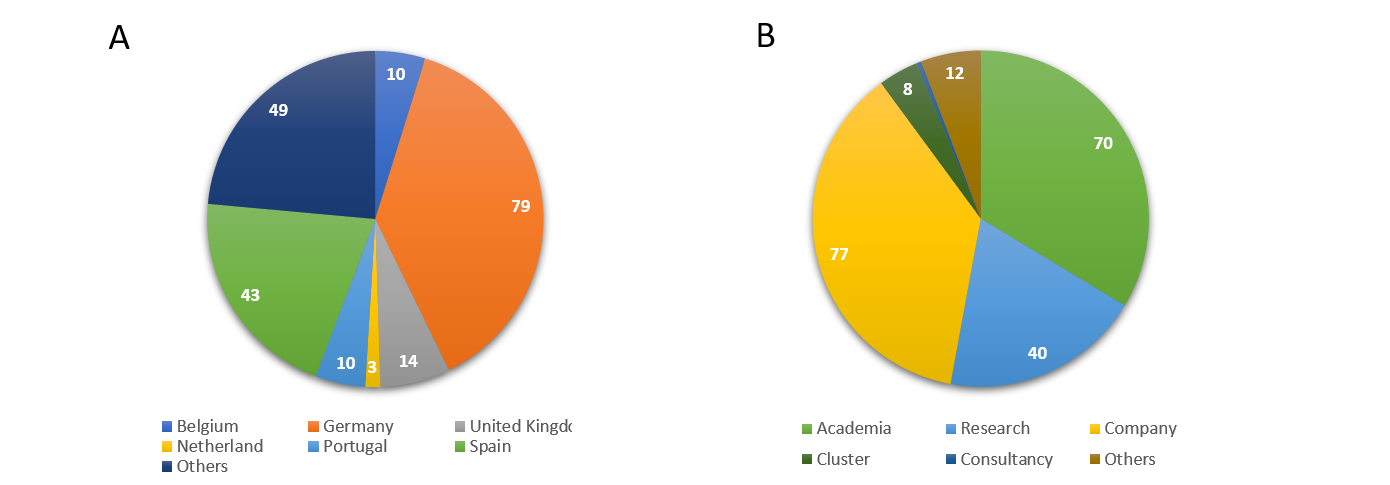 A
10
79
14
3
10
43
49
Belgium Germany United Kingdo
Netherland Portugal Spain
Others
B
70
40
77
8
12
Academia Research Company
Cluster Consultancy Others